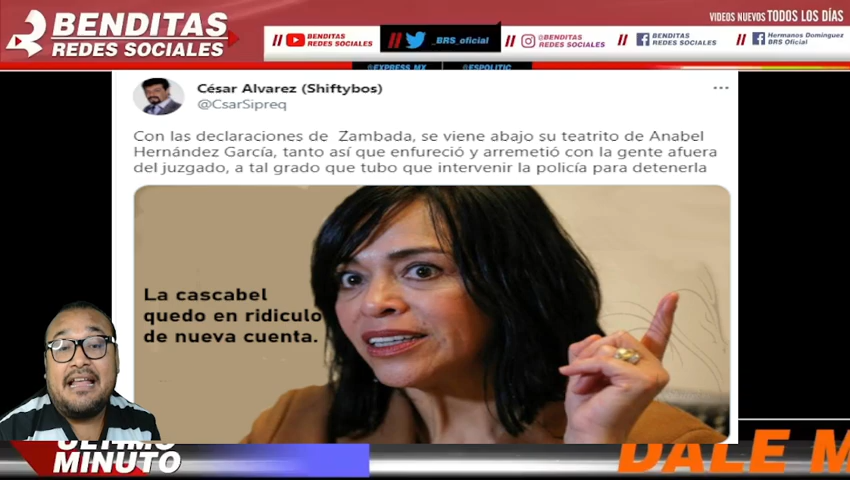 BENDITAS
REDES SOCIALES
VIDEOS NUEVOS TODOS LOS DÍAS
// BENDITAS REDES SOCIALES
// _BRS_oficial
// @BENDITAS REDES SOCIALES
// BENDITAS REDES SOCIALES
// Hermanos Domínguez BRS Oficial
@EXPRESS_MX
@ESPOLITIC
César Alvarez (Shiftybos)
@CsarSipreq
Con las declaraciones de Zambada, se viene abajo su teatrito de Anabel
Hernández García, tanto así que enfureció y arremetió con la gente afuera
del juzgado, a tal grado que tubo que intervenir la policía para detenerla
La cascabel
quedo en ridiculo
de nueva cuenta.
ÚLTIMO
MINUTO
DALE M